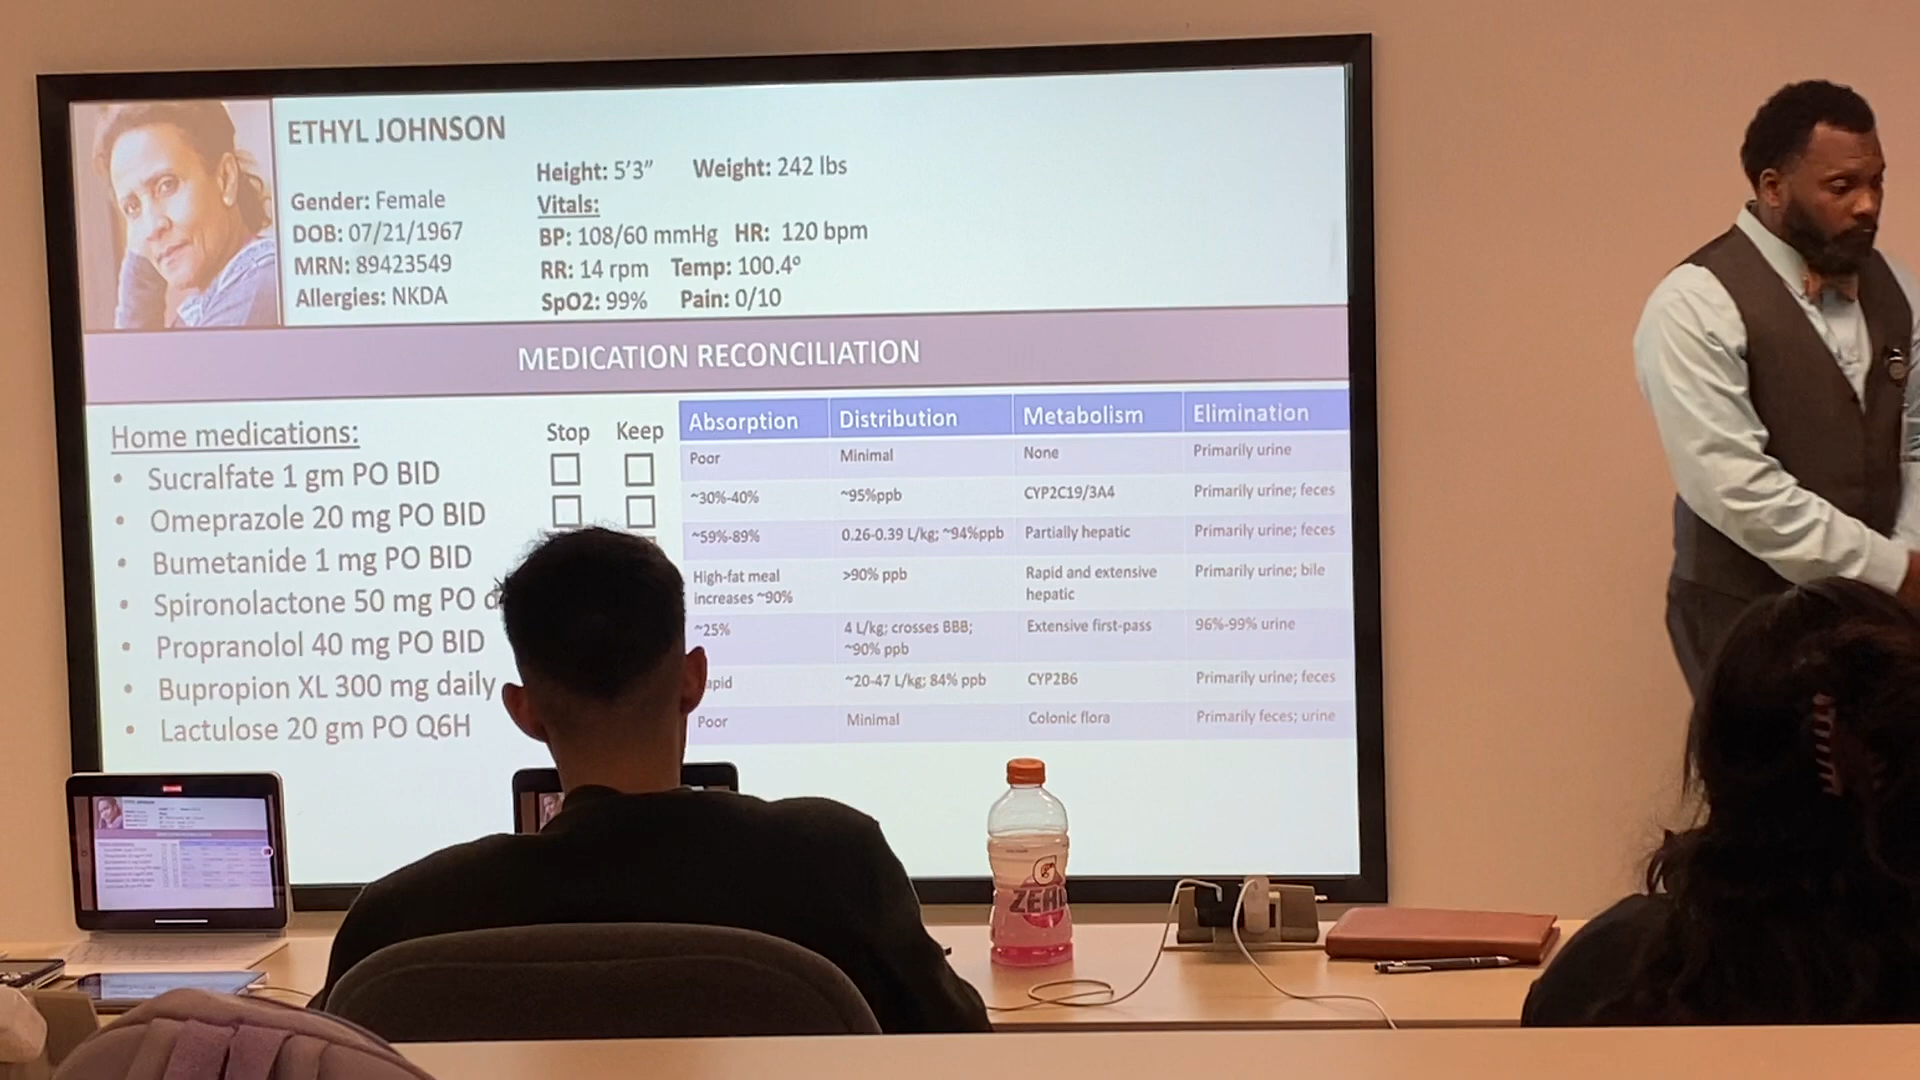 ETHYL JOHNSON
Height: 5'3" Weight: 242 lbs
Gender: Female
Vitals:
DOB: 07/21/1967
BP: 108/60 mmHg HR: 120 bpm
MRN: 89423549
RR: 14 rpm Temp: 100.4°
Allergies: NKDA
SpO2: 99% Pain: 0/10
MEDICATION RECONCILIATION
Home medications:
Stop Keep
• Sucralfate 1 gm PO BID
• Omeprazole 20 mg PO BID
• Bumetanide 1 mg PO BID
• Spironolactone 50 mg PO
• Propranolol 40 mg PO BID
• Bupropion XL 300 mg daily
• Lactulose 20 gm PO Q6H
Absorption Distribution Metabolism Elimination
Poor Minimal None Primarily urine
~30%-40% ~95%ppb CYP2C19/3A4 Primarily urine; feces
~59%-89% 0.26-0.39 L/kg; ~94%ppb Partially hepatic Primarily urine; feces
High-fat meal >90% ppb Rapid and extensive Primarily urine; bile
increases ~90% hepatic
~25% 4 L/kg; crosses BBB; Extensive first-pass 96%-99% urine
~90% ppb
apid ~20-47 L/kg; 84% ppb CYP2B6 Primarily urine; feces
Poor Minimal Colonic flora Primarily feces; urine
G
ZERO